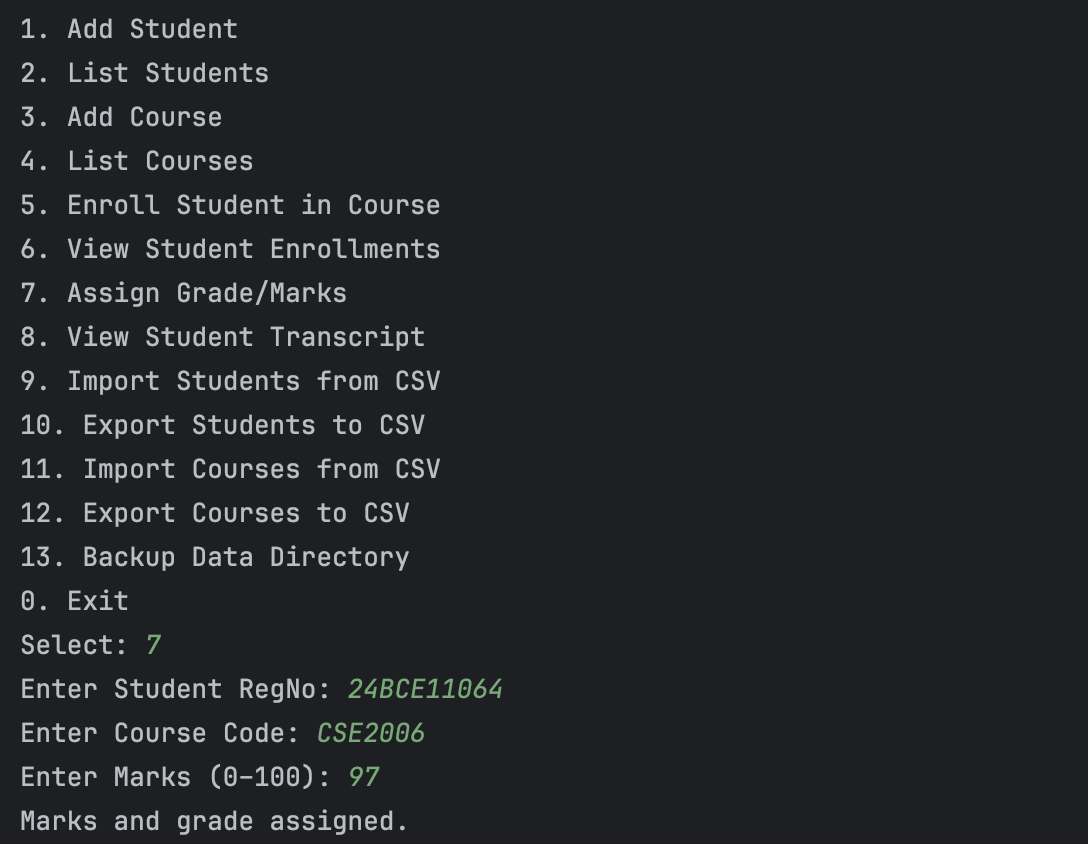 1. Add Student
2. List Students
3. Add Course
4. List Courses
5. Enroll Student in Course
6. View Student Enrollments
7. Assign Grade/Marks
8. View Student Transcript
9. Import Students from CSV
10. Export Students to CSV
11. Import Courses from CSV
12. Export Courses to CSV
13. Backup Data Directory
0. Exit
Select: 7
Enter Student RegNo: 24BCE11064
Enter Course Code: CSE2006
Enter Marks (0-100): 97
Marks and grade assigned.